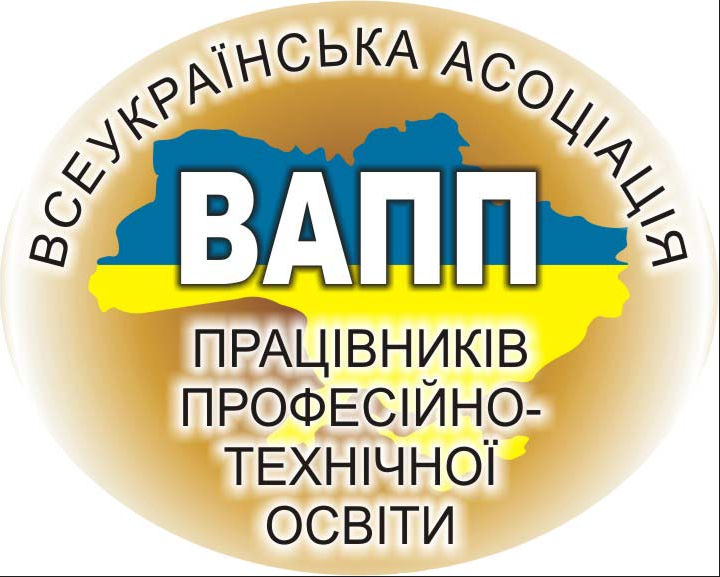 ВСЕУКРАЇНСЬКА АСОЦІАЦІЯ
ВАПП
ПРАЦІВНИКІВ
ПРОФЕСІЙНО-
ТЕХНІЧНОЇ
ОСВІТИ